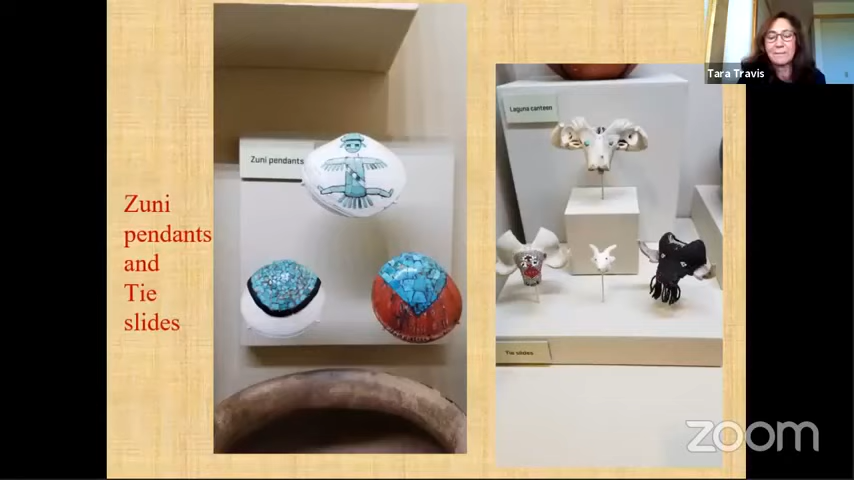 Zuni
pendants
and
Tie
slides
Zuni pendants
Laguna canteen
Tie slides
Tara Travis
zoom